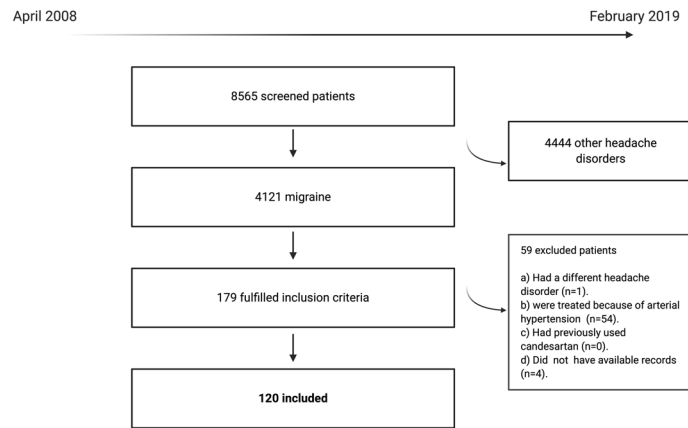 April 2008
February 2019
8565 screened patients
4444 other headache
disorders
4121 migraine
59 excluded patients
a) Had a different headache
disorder (n=1).
b) were treated because of arterial
hypertension (n=54).
c) Had previously used
candesartan (n=0).
d) Did not have available records
(n=4).
179 fulfilled inclusion criteria
120 included